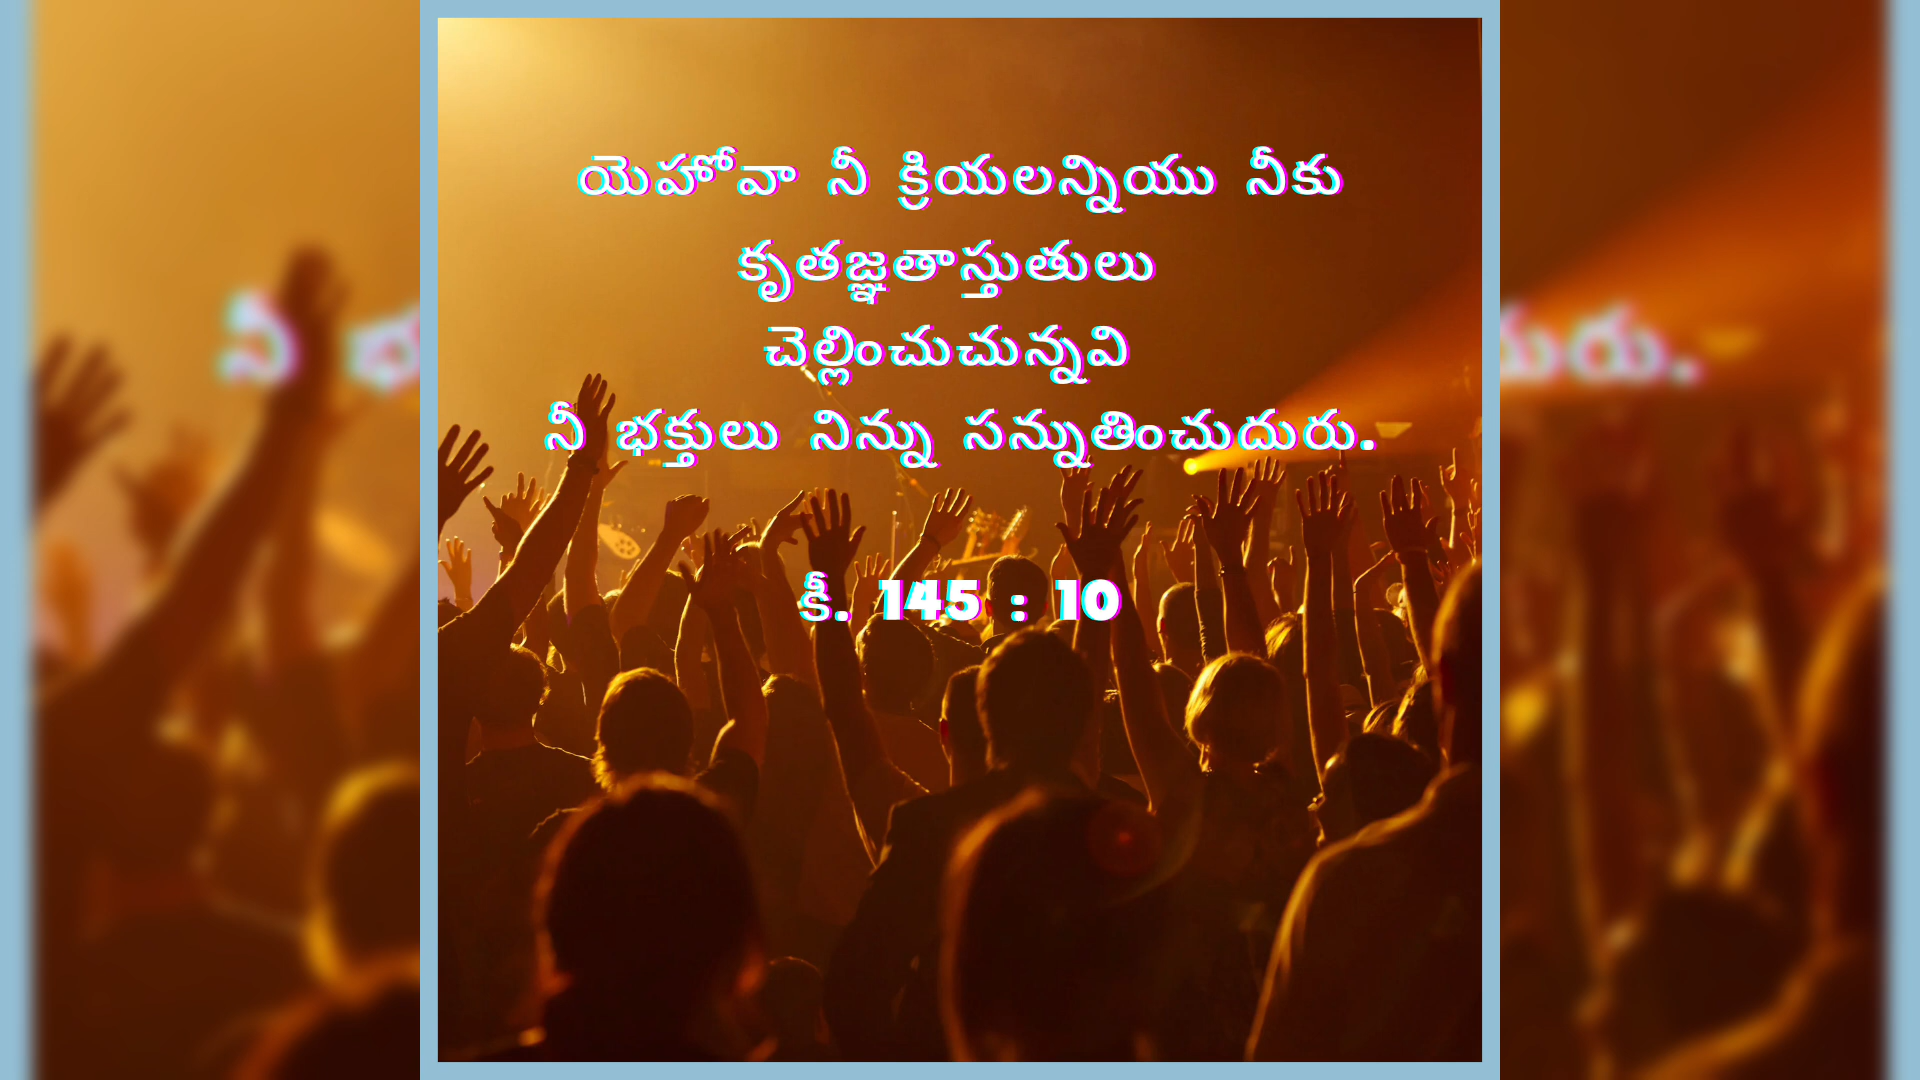 యెహోవా నీ క్రియలన్నియు నీకు
కృతజ్ఞతాస్తుతులు
చెల్లించుచున్నవి
నీ భక్తులు నిన్ను సన్నుతించుదురు.
కీ. 145 : 10